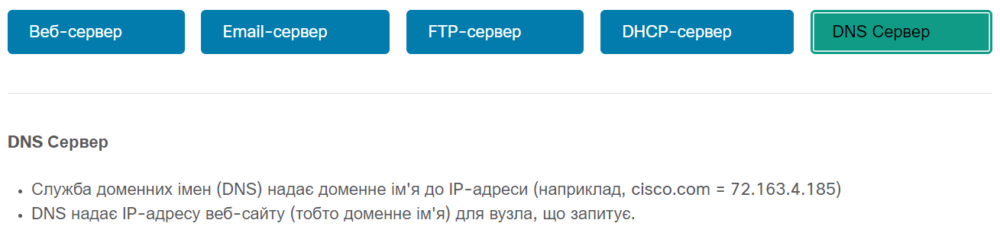 Веб-сервер
Email-сервер
FTP-сервер
DHCP-сервер
DNS Сервер
DNS Сервер
• Служба доменних імен (DNS) надає доменне ім'я до IP-адреси (наприклад, cisco.com = 72.163.4.185)
• DNS надає IP-адресу веб-сайту (тобто доменне ім'я) для вузла, що запитує.